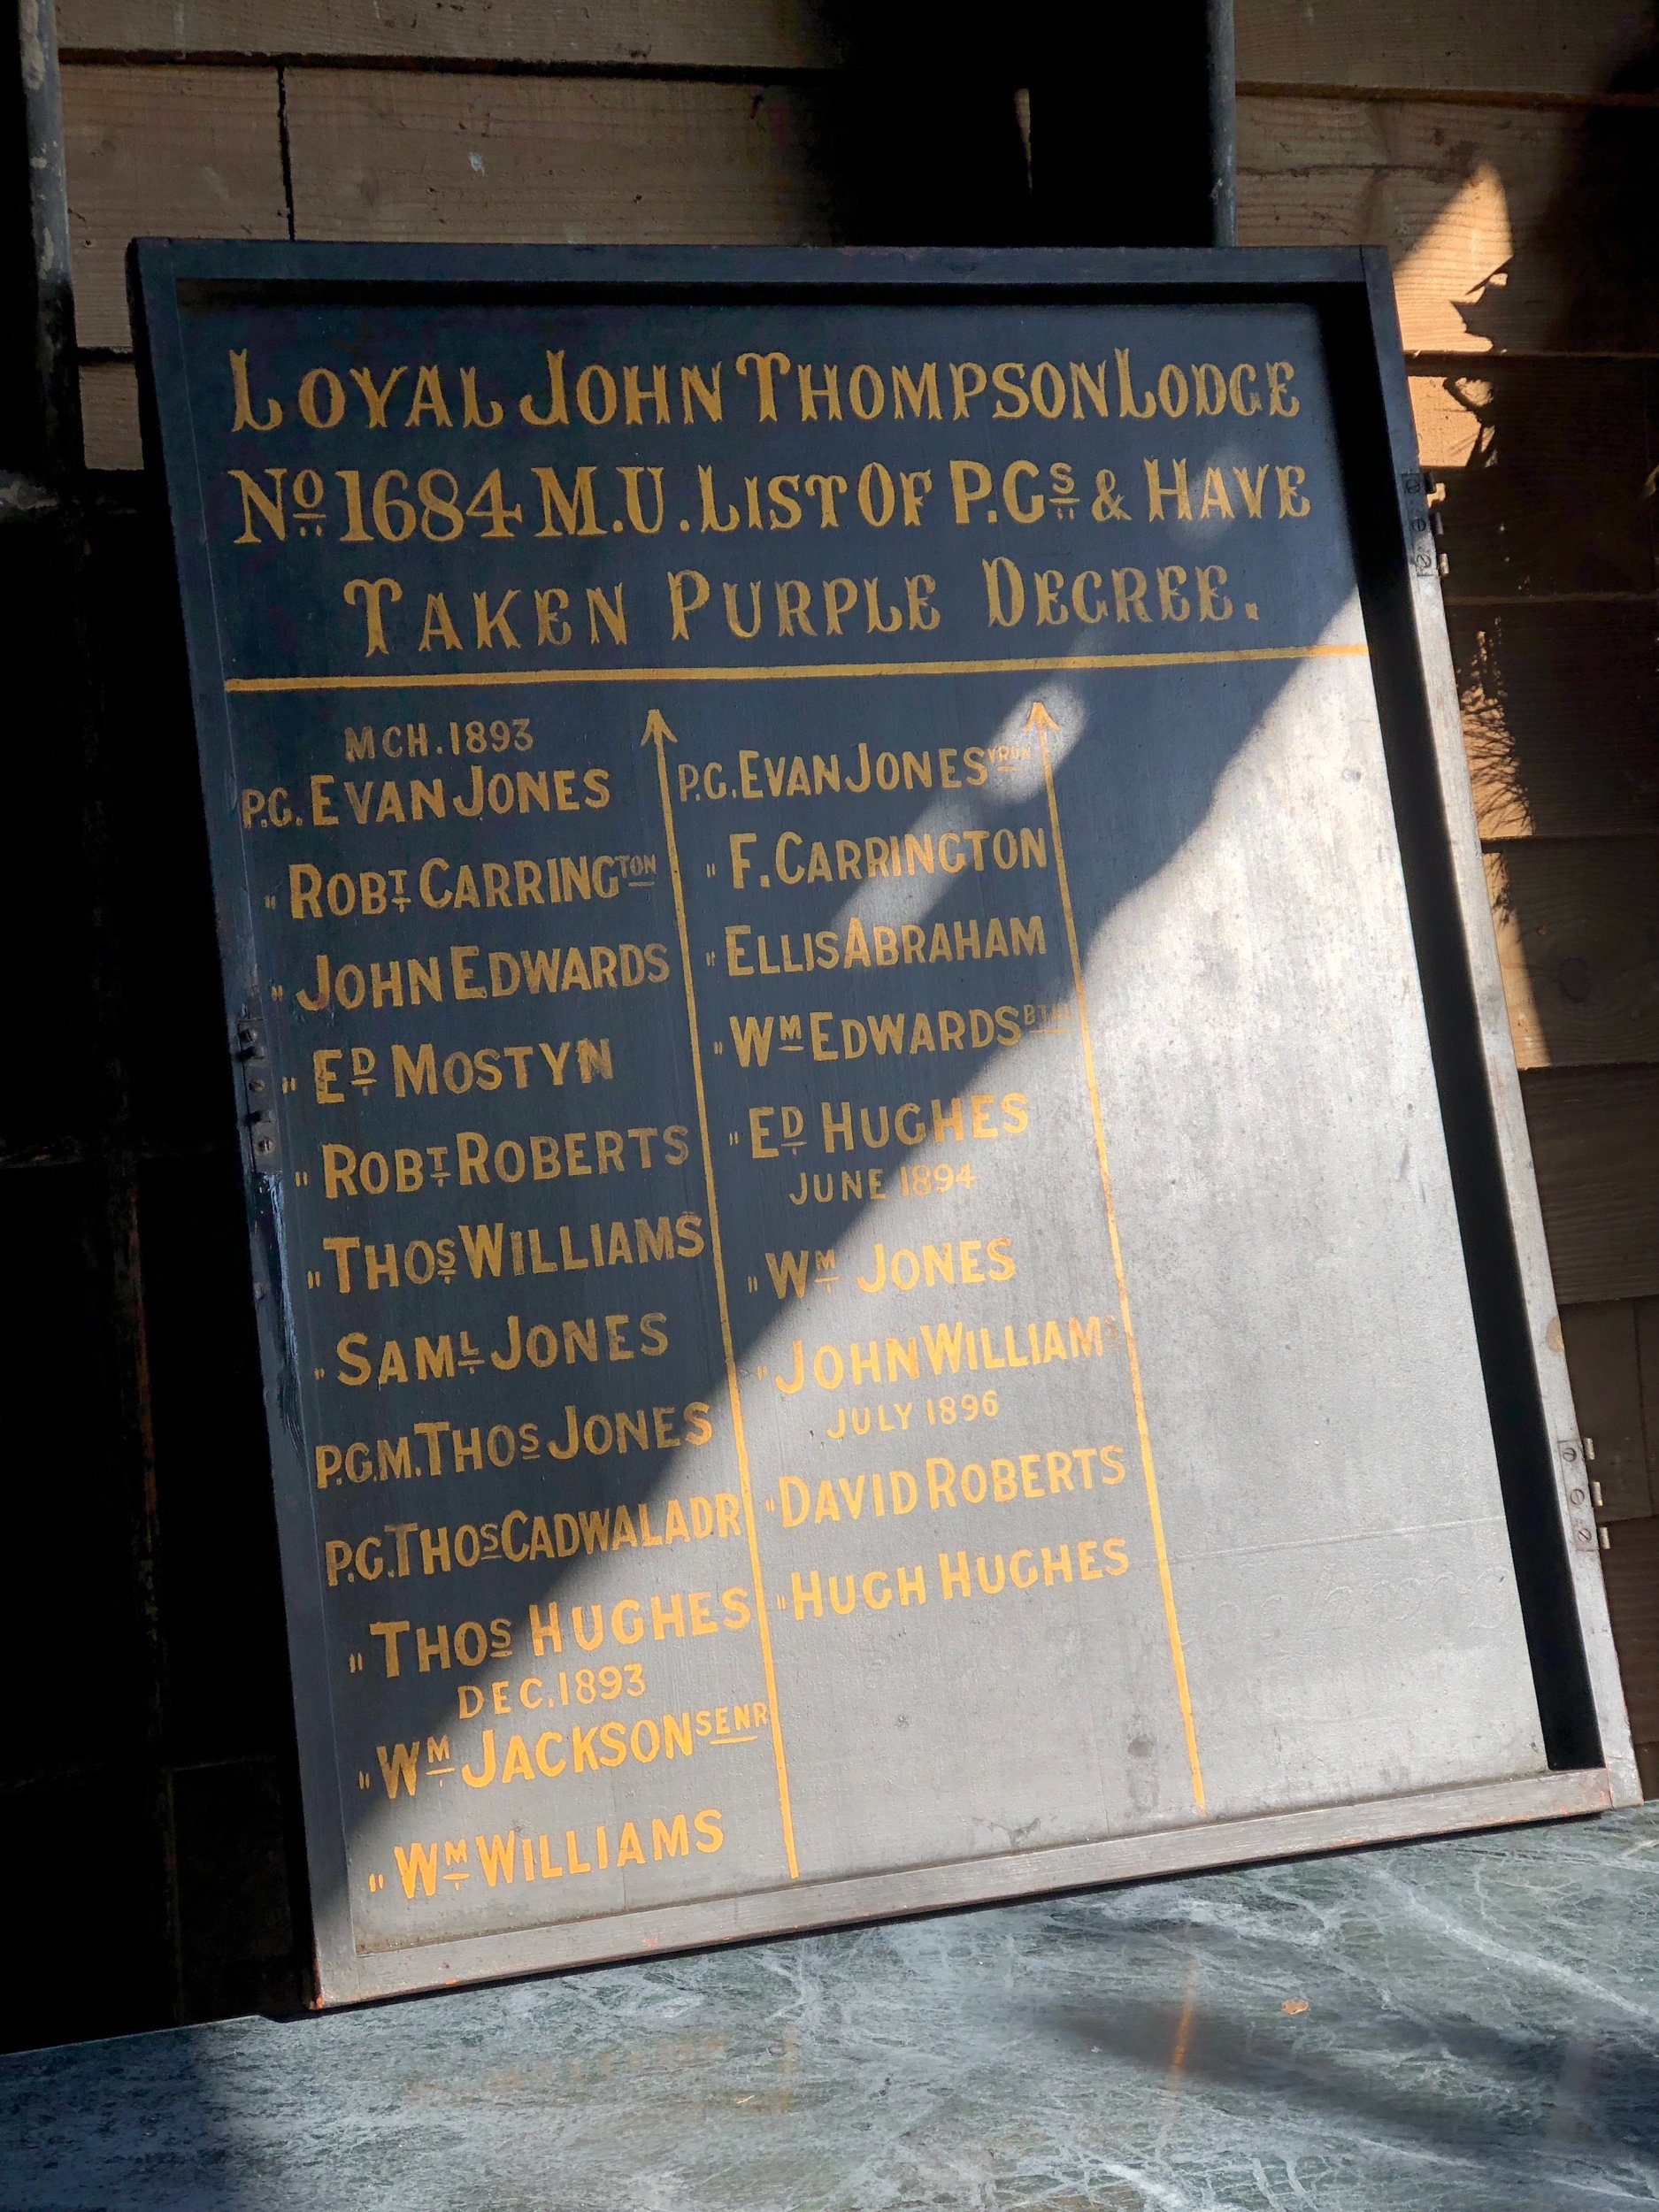 LOYAL JOHN THOMPSON LODGE
No 1684 M.U. LIST OF P.Gs & HAVE
TAKEN PURPLE DEGREE.
MCH. 1893
P.G. EVAN JONES
" ROBT CARRINGTON
" JOHN EDWARDS
" ED MOSTYN
" ROBT ROBERTS
" THOS WILLIAMS
" SAML JONES
P.G.M. THOS JONES
P.G. THOS CADWALADR
" THOS HUGHES
DEC. 1893
" WM JACKSON SENR
" WM WILLIAMS
P.G. EVAN JONES VRON
" F. CARRINGTON
" ELLIS ABRAHAM
" WM EDWARDS
" ED HUGHES
JUNE 1894
" WM JONES
" JOHN WILLIAMS
JULY 1896
" DAVID ROBERTS
" HUGH HUGHES